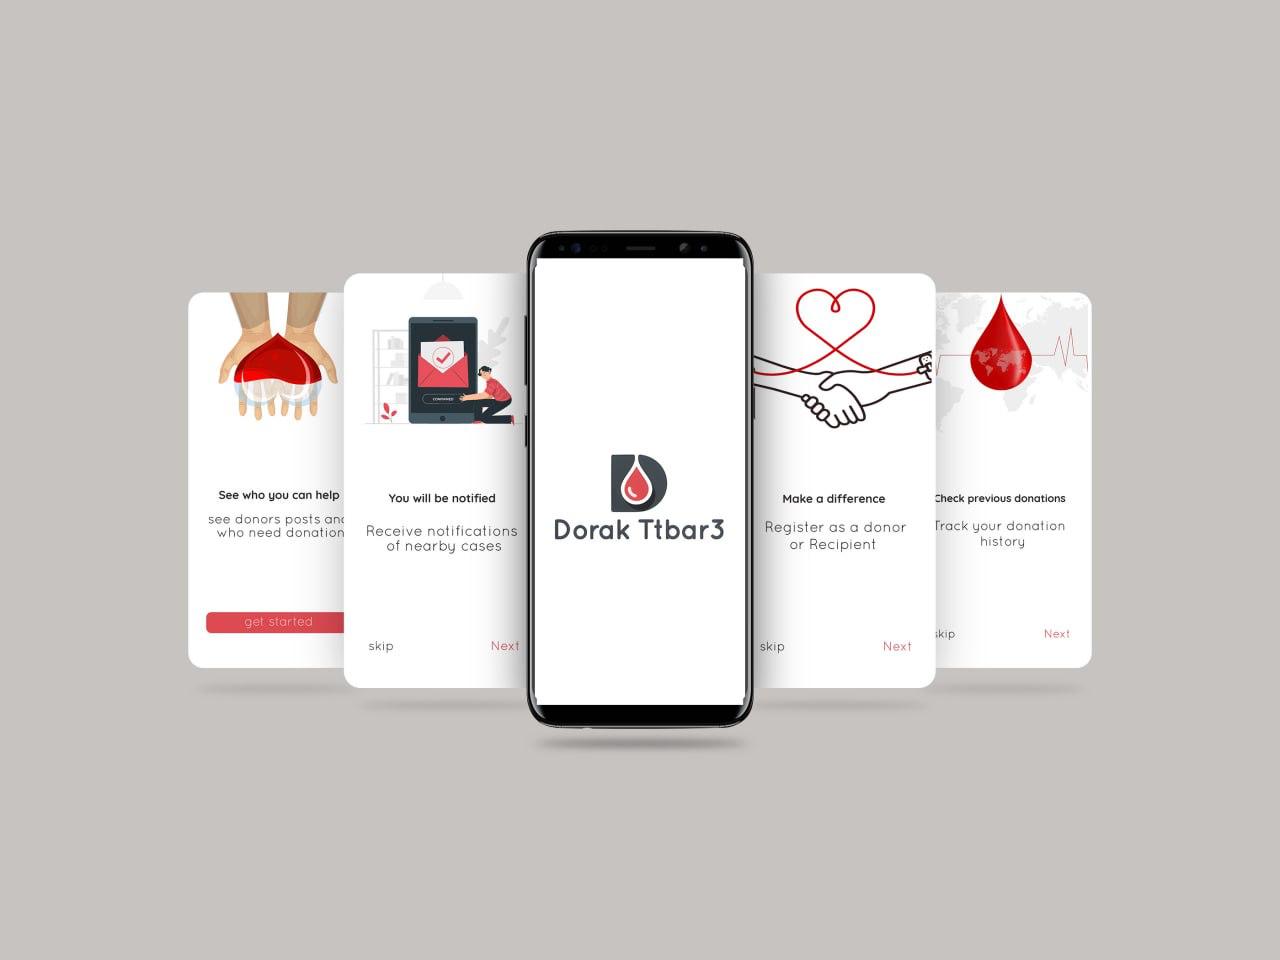 See who you can help
see donors posts and
who need donation
get started
You will be notified
Receive notifications
of nearby cases
skip
Next
CONFIRMED
Dorak Ttbar3
Make a difference
Register as a donor
or Recipient
skip
Next
Check previous donations
Track your donation
history
skip
Next